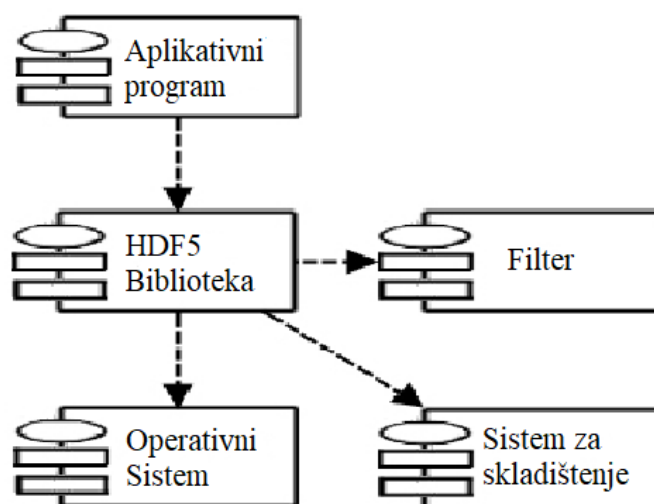 Aplikativni
program
HDF5
Biblioteka
Filter
Operativni
Sistem
Sistem za
skladištenje